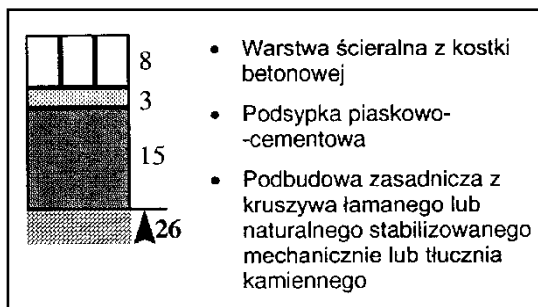 8
3
15
26
• Warstwa ścieralna z kostki
betonowej
• Podsypka piaskowo-
-cementowa
• Podbudowa zasadnicza z
kruszywa łamanego lub
naturalnego stabilizowanego
mechanicznie lub tłucznia
kamiennego